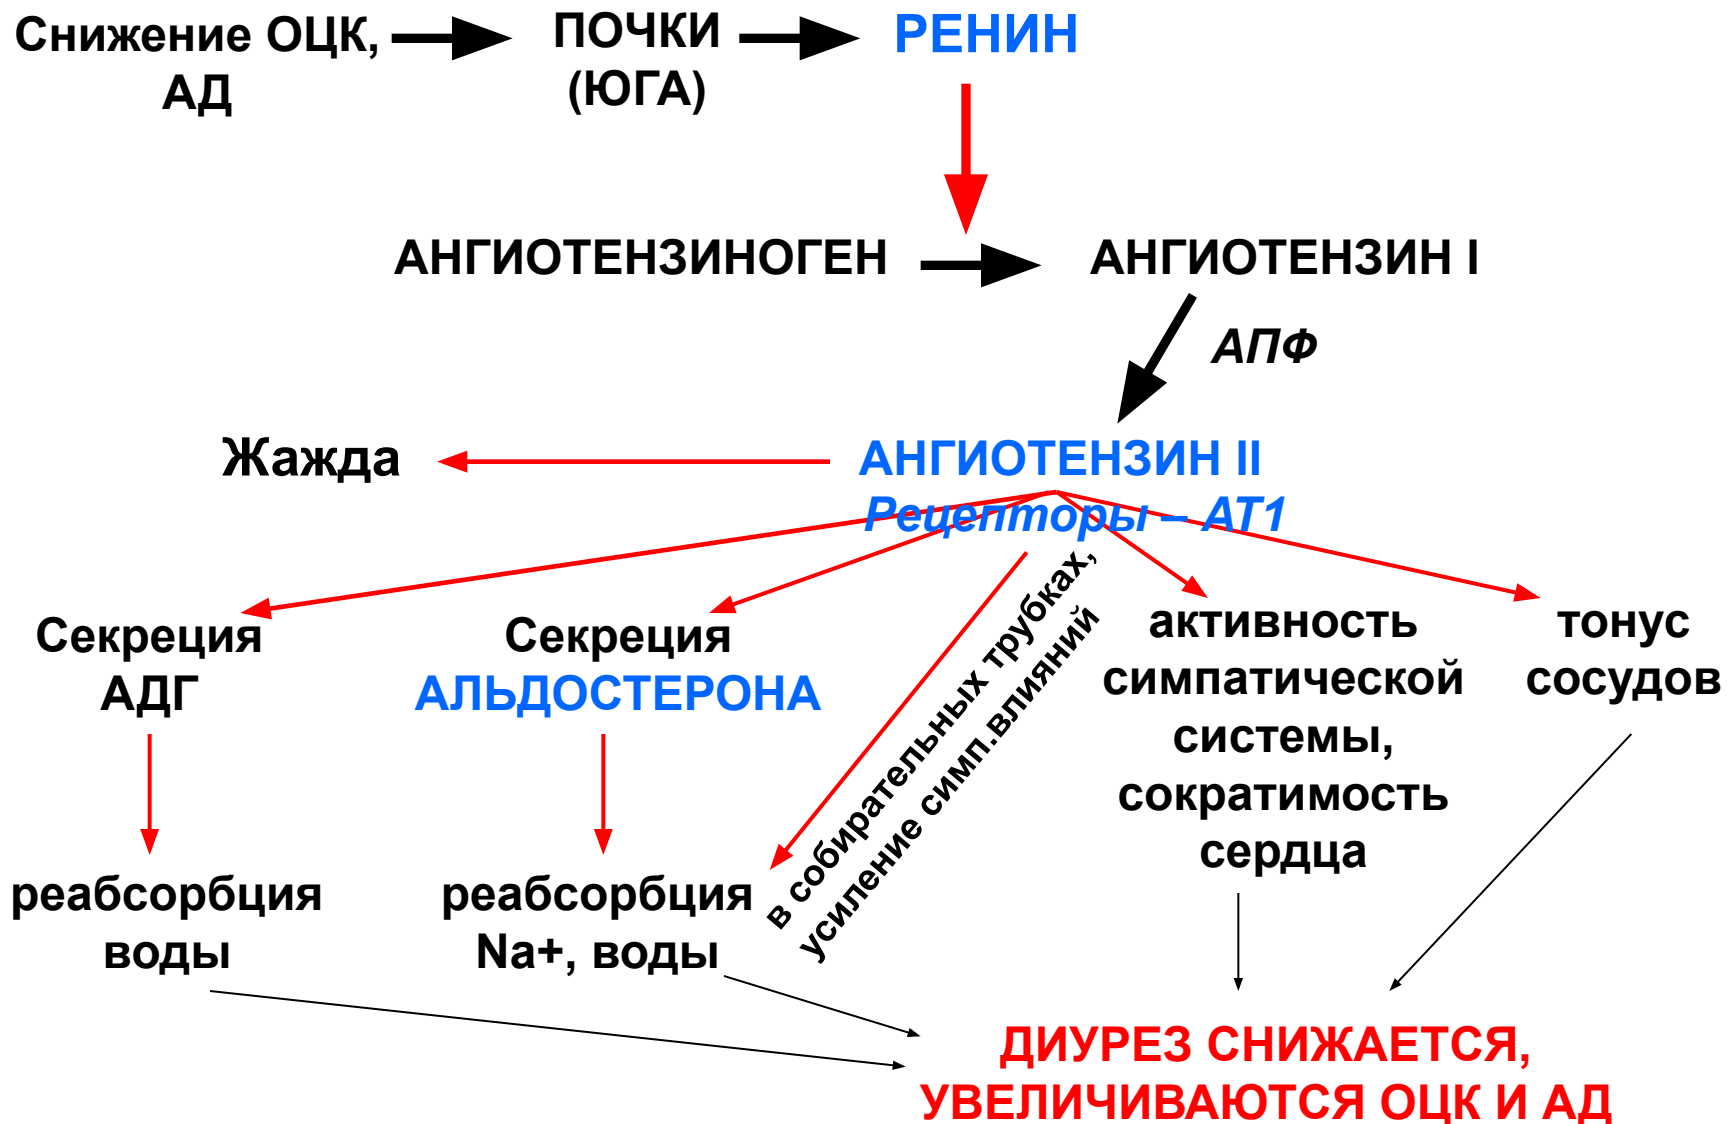 Снижение ОЦК,
АД
ПОЧКИ
(ЮГА)
РЕНИН
АНГИОТЕНЗИНОГЕН
АНГИОТЕНЗИН I
АПФ
Жажда
АНГИОТЕНЗИН II
Рецепторы – АТ1
Секреция
АДГ
Секреция
АЛЬДОСТЕРОНА
в собирательных трубках,
усиление симп.влияний
активность
симпатической
системы,
сократимость
сердца
тонус
сосудов
реабсорбция
воды
реабсорбция
Na+, воды
ДИУРЕЗ СНИЖАЕТСЯ,
УВЕЛИЧИВАЮТСЯ ОЦК И АД